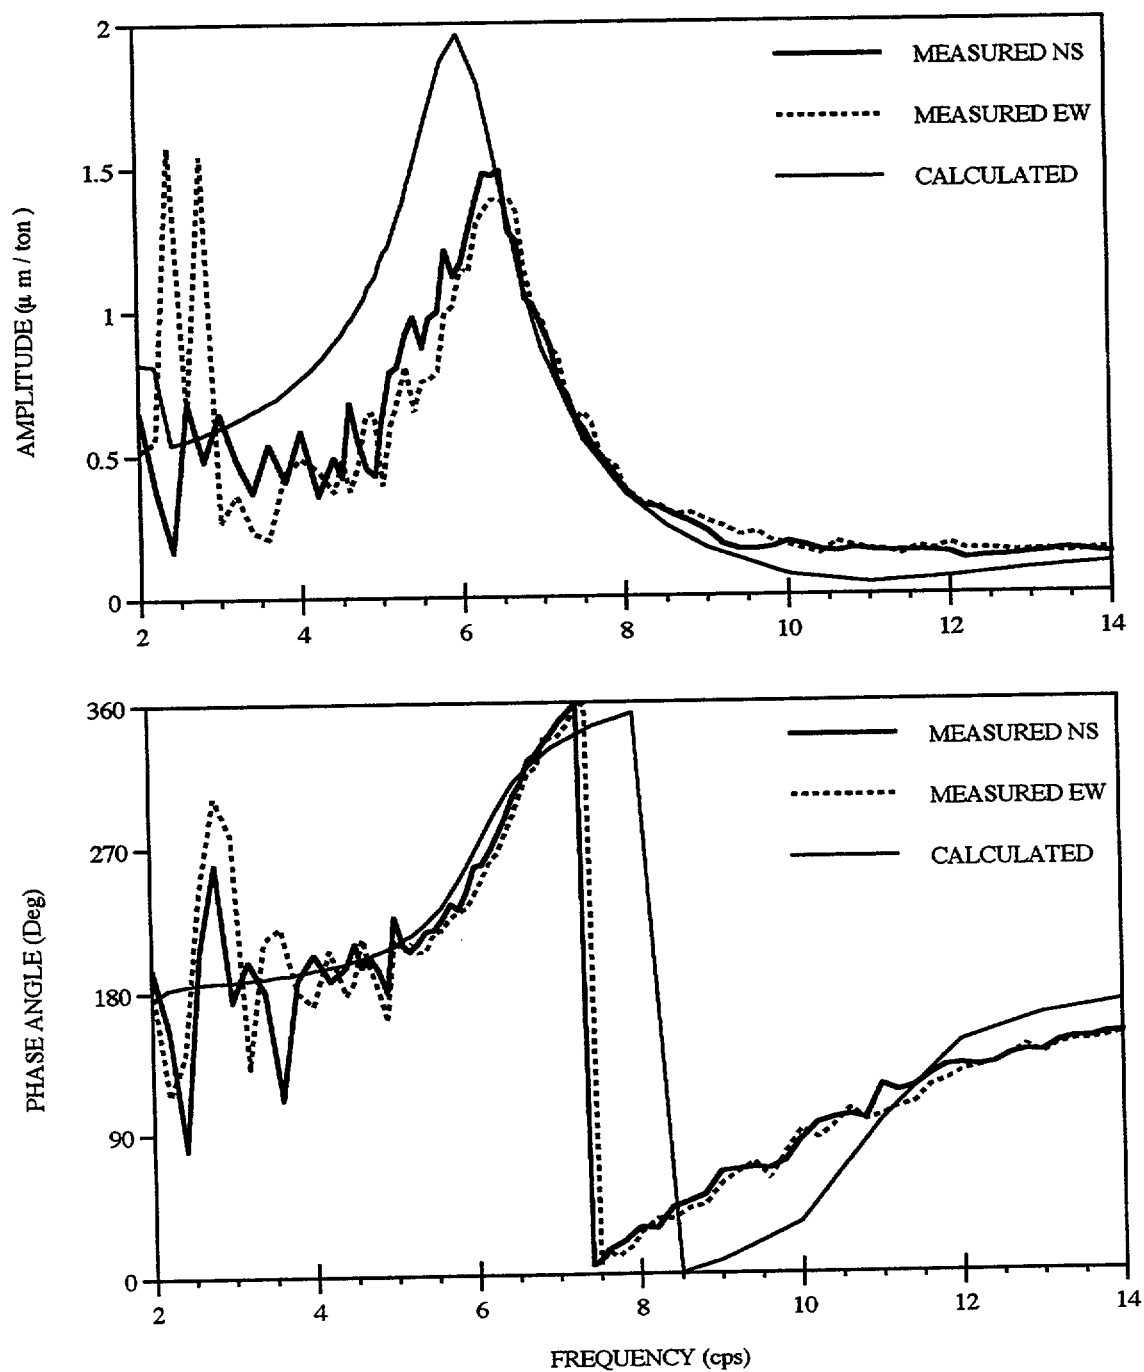 2
1.5
1
0.5
0
AMPLITUDE (μ m / ton)
MEASURED NS
MEASURED EW
CALCULATED
2 4 6 8 10 12 14
360
270
180
90
0
PHASE ANGLE (Deg)
MEASURED NS
MEASURED EW
CALCULATED
2 4 6 8 10 12 14
FREQUENCY (cps)